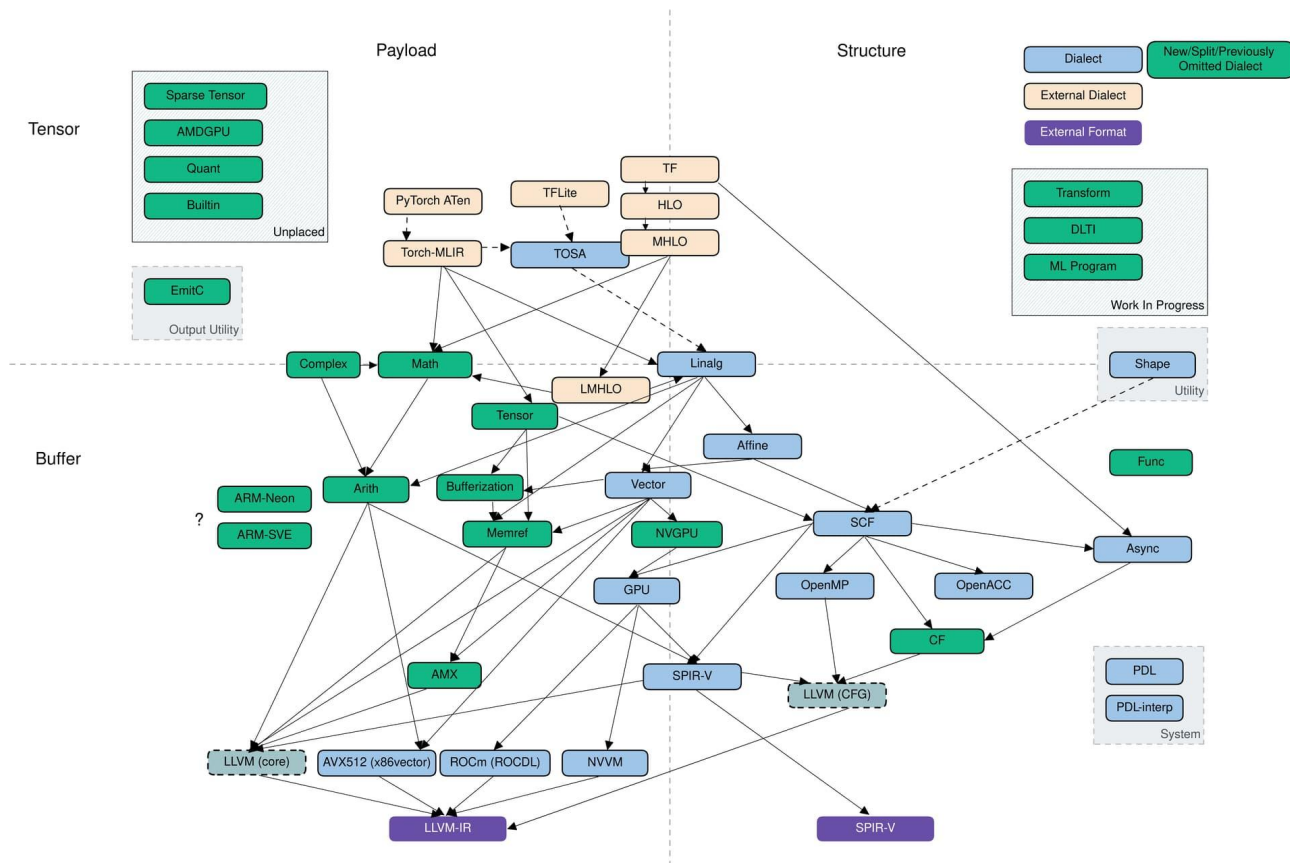 Payload
Structure
Dialect
New/Split/Previously
Omitted Dialect
External Dialect
External Format
Tensor
Sparse Tensor
AMDGPU
Quant
Builtin
Unplaced
TF
PyTorch ATen
TFLite
HLO
Torch-MLIR
TOSA
MHLO
Transform
DLTI
ML Program
Work In Progress
EmitC
Output Utility
Complex
Math
Linalg
LMHLO
Shape
Utility
Tensor
Buffer
Affine
Func
Arith
Bufferization
Vector
ARM-Neon
?
ARM-SVE
Memref
NVGPU
SCF
Async
GPU
OpenMP
OpenACC
CF
AMX
SPIR-V
LLVM (CFG)
PDL
PDL-interp
System
LLVM (core)
AVX512 (x86vector)
ROCm (ROCDL)
NVVM
LLVM-IR
SPIR-V